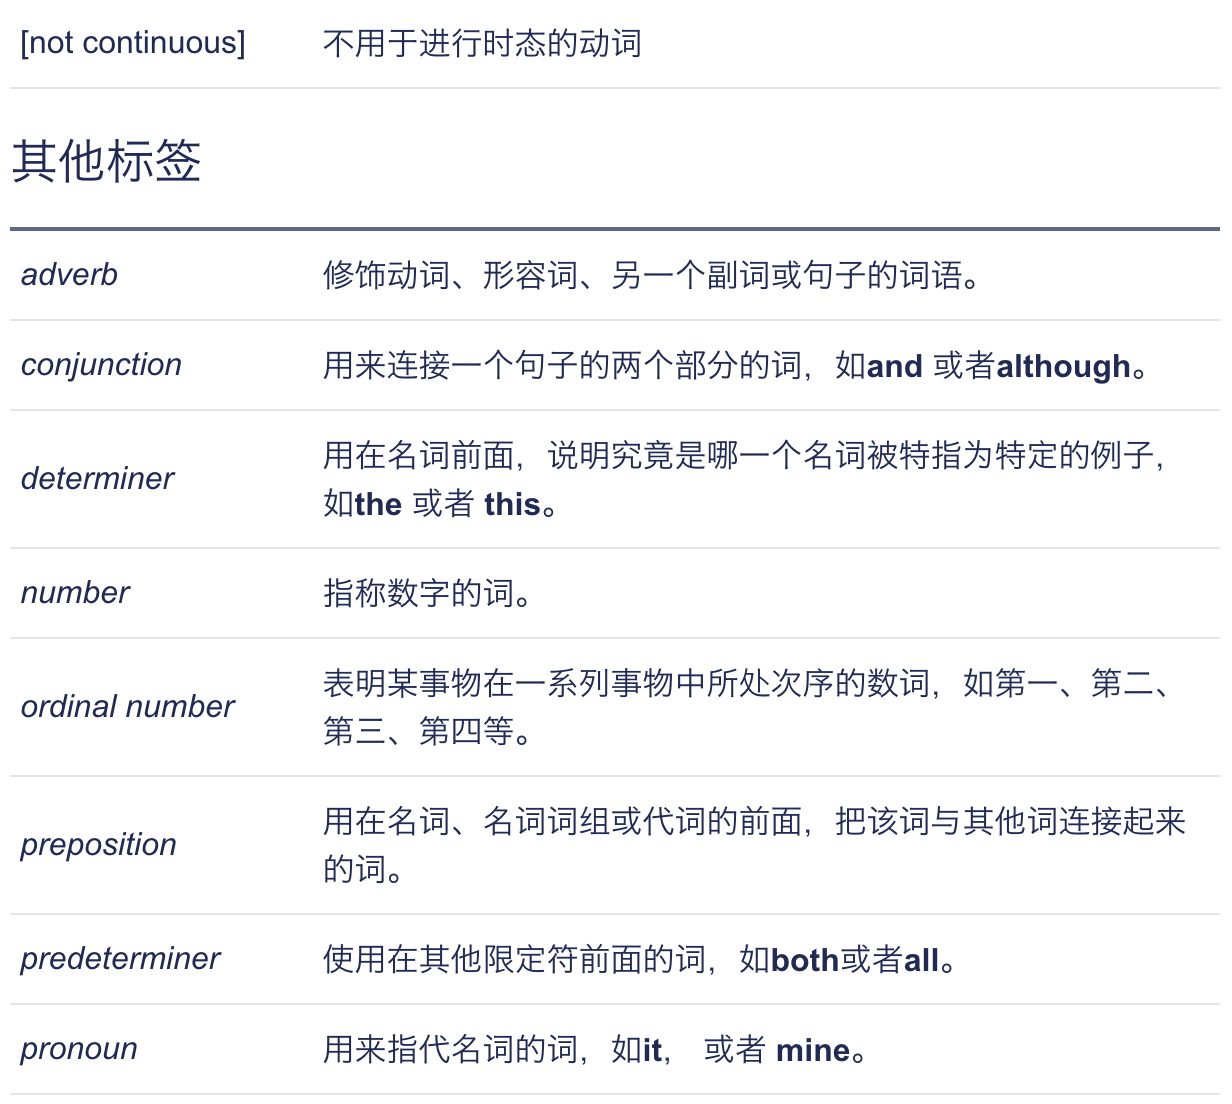 [not continuous] 不用于进行时态的动词
其他标签
adverb 修饰动词、形容词、另一个副词或句子的词语。
conjunction 用来连接一个句子的两个部分的词，如and 或者although。
determiner 用在名词前面，说明究竟是哪一个名词被特指为特定的例子，
如the 或者 this。
number 指称数字的词。
ordinal number 表明某事物在一系列事物中所处次序的数词，如第一、第二、
第三、第四等。
preposition 用在名词、名词词组或代词的前面，把该词与其他词连接起来
的词。
predeterminer 使用在其他限定符前面的词，如both或者all。
pronoun 用来指代名词的词，如it， 或者 mine。